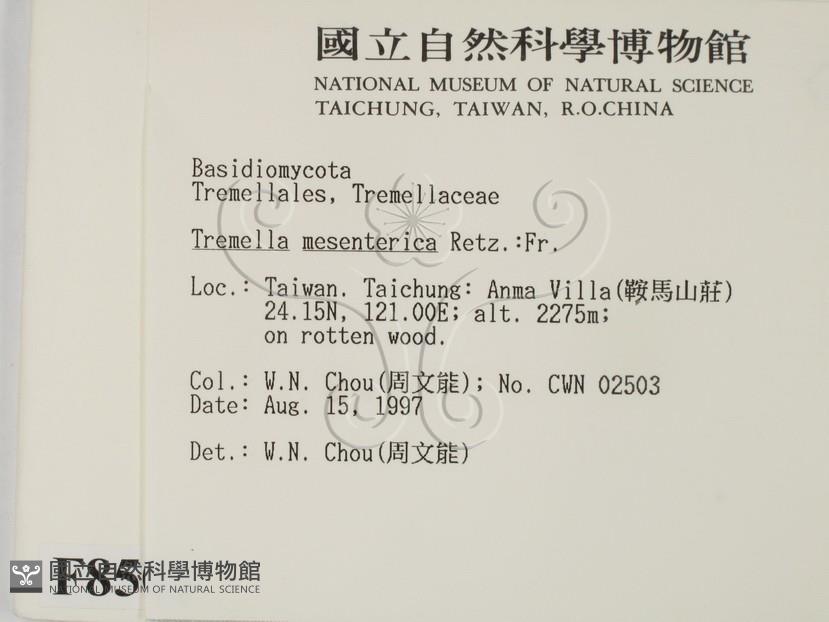 國立自然科學博物館
NATIONAL MUSEUM OF NATURAL SCIENCE
TAICHUNG, TAIWAN, R.O.CHINA
Basidiomycota
Tremellales, Tremellaceae
Tremella mesenterica Retz.:Fr.
Loc.: Taiwan. Taichung: Anma Villa(鞍馬山莊)
24.15N, 121.00E; alt. 2275m;
on rotten wood.
Col.: W.N. Chou(周文能); No. CWN 02503
Date: Aug. 15, 1997
Det.: W.N. Chou(周文能)
F85
國立自然科學博物館
NATIONAL MUSEUM OF NATURAL SCIENCE